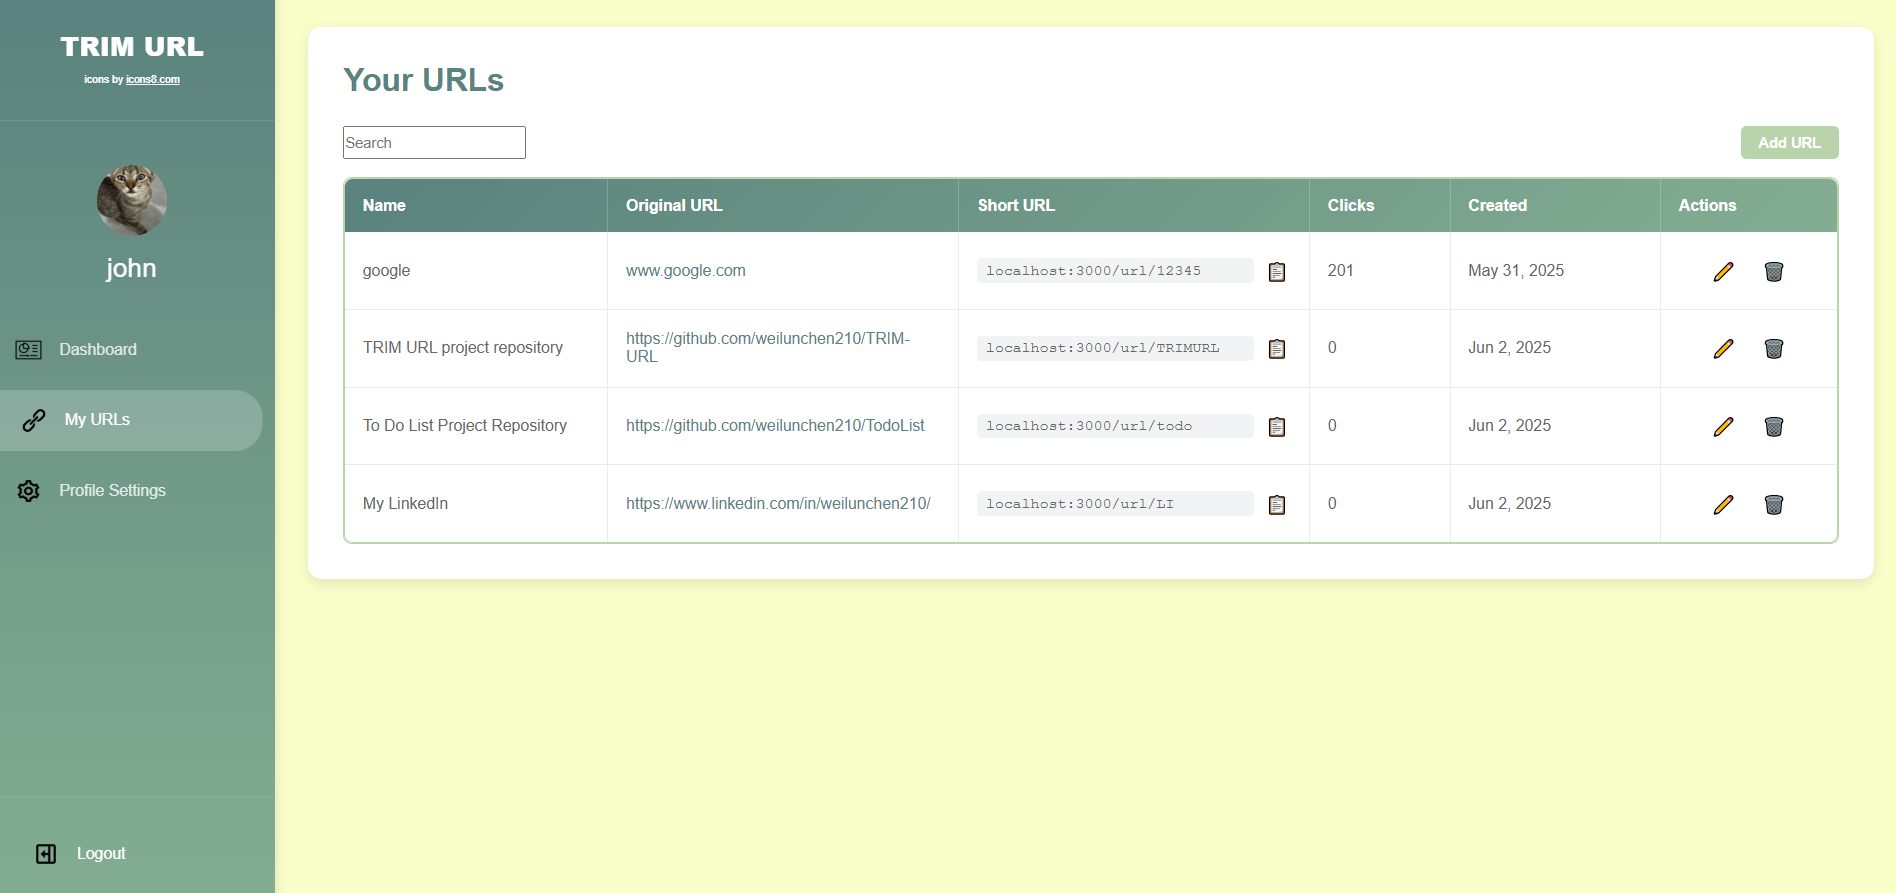 TRIM URL
icons by icons8.com
john
Dashboard
My URLs
Profile Settings
Logout
Your URLs
Search
Add URL
Name Original URL Short URL Clicks Created Actions
google www.google.com localhost:3000/url/12345 201 May 31, 2025
TRIM URL project repository https://github.com/weilunchen210/TRIM-
URL localhost:3000/url/TRIMURL 0 Jun 2, 2025
To Do List Project Repository https://github.com/weilunchen210/TodoList localhost:3000/url/todo 0 Jun 2, 2025
My LinkedIn https://www.linkedin.com/in/weilunchen210/ localhost:3000/url/LI 0 Jun 2, 2025